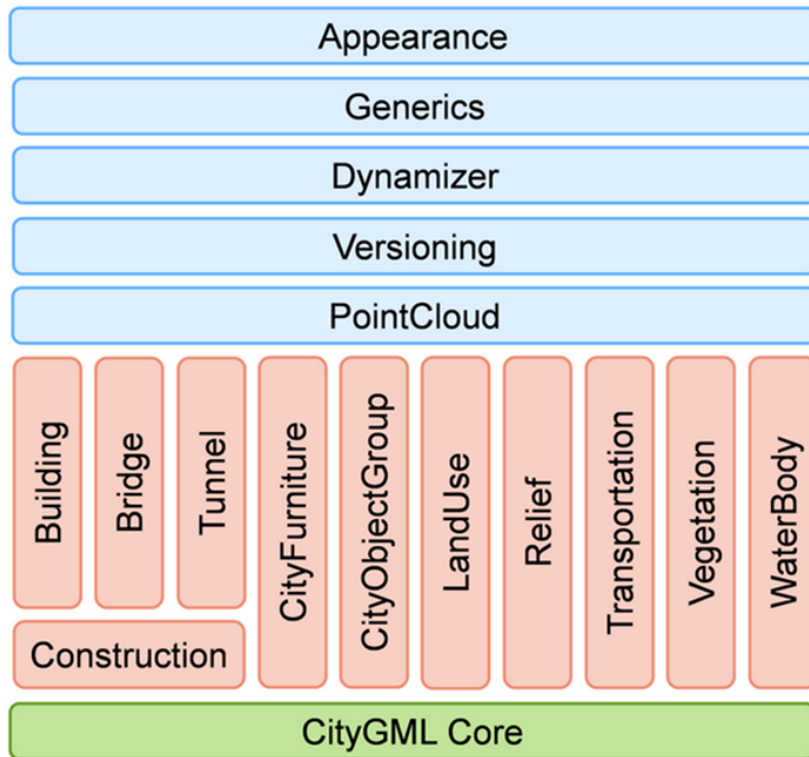 Appearance
Generics
Dynamizer
Versioning
PointCloud
Building
Bridge
Tunnel
CityFurniture
CityObjectGroup
LandUse
Relief
Transportation
Vegetation
WaterBody
Construction
CityGML Core